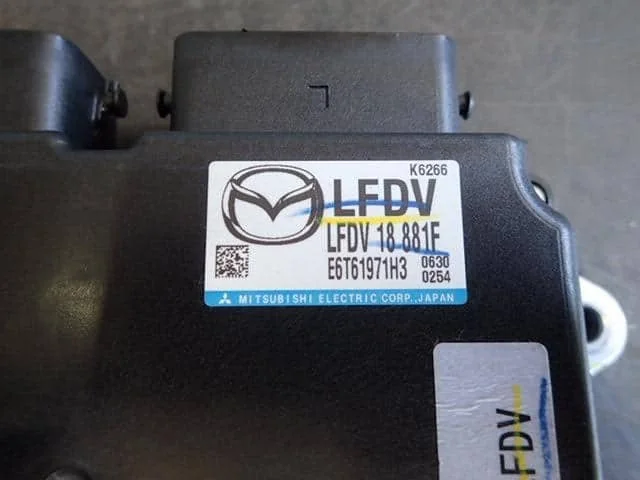 K6266
LFDV
LFDV 18 881F
E6T61971H3 0630
0254
MITSUBISHI ELECTRIC CORP., JAPAN
LFDV